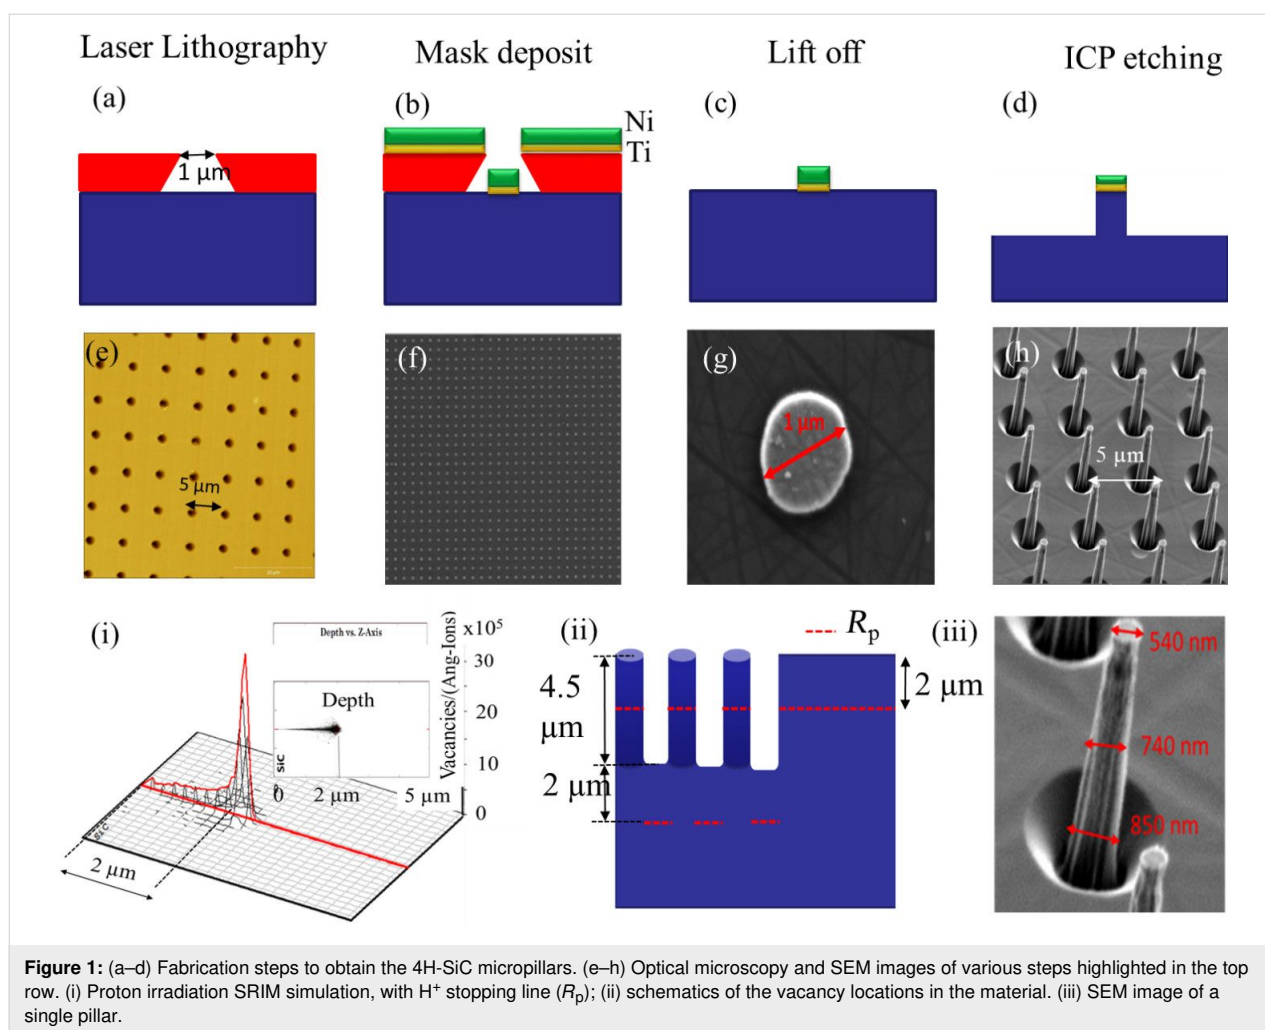 Laser Lithography
Mask deposit
Lift off
ICP etching
(a)
(b)
(c)
(d)
Ni
Ti
1 μm
(e)
(f)
(g)
(h)
1 μm
5 μm
5 μm
(i)
(ii)
(iii)
Depth vs. Z-Axis
x10⁵
Vacancies/(Ang-Ions)
30
20
10
0
Depth
SiC
0
2 μm
5 μm
SiC
2 μm
Rp
4.5
μm
2 μm
2 μm
540 nm
740 nm
850 nm
Figure 1: (a–d) Fabrication steps to obtain the 4H-SiC micropillars. (e–h) Optical microscopy and SEM images of various steps highlighted in the top
row. (i) Proton irradiation SRIM simulation, with H⁺ stopping line (Rp); (ii) schematics of the vacancy locations in the material. (iii) SEM image of a
single pillar.